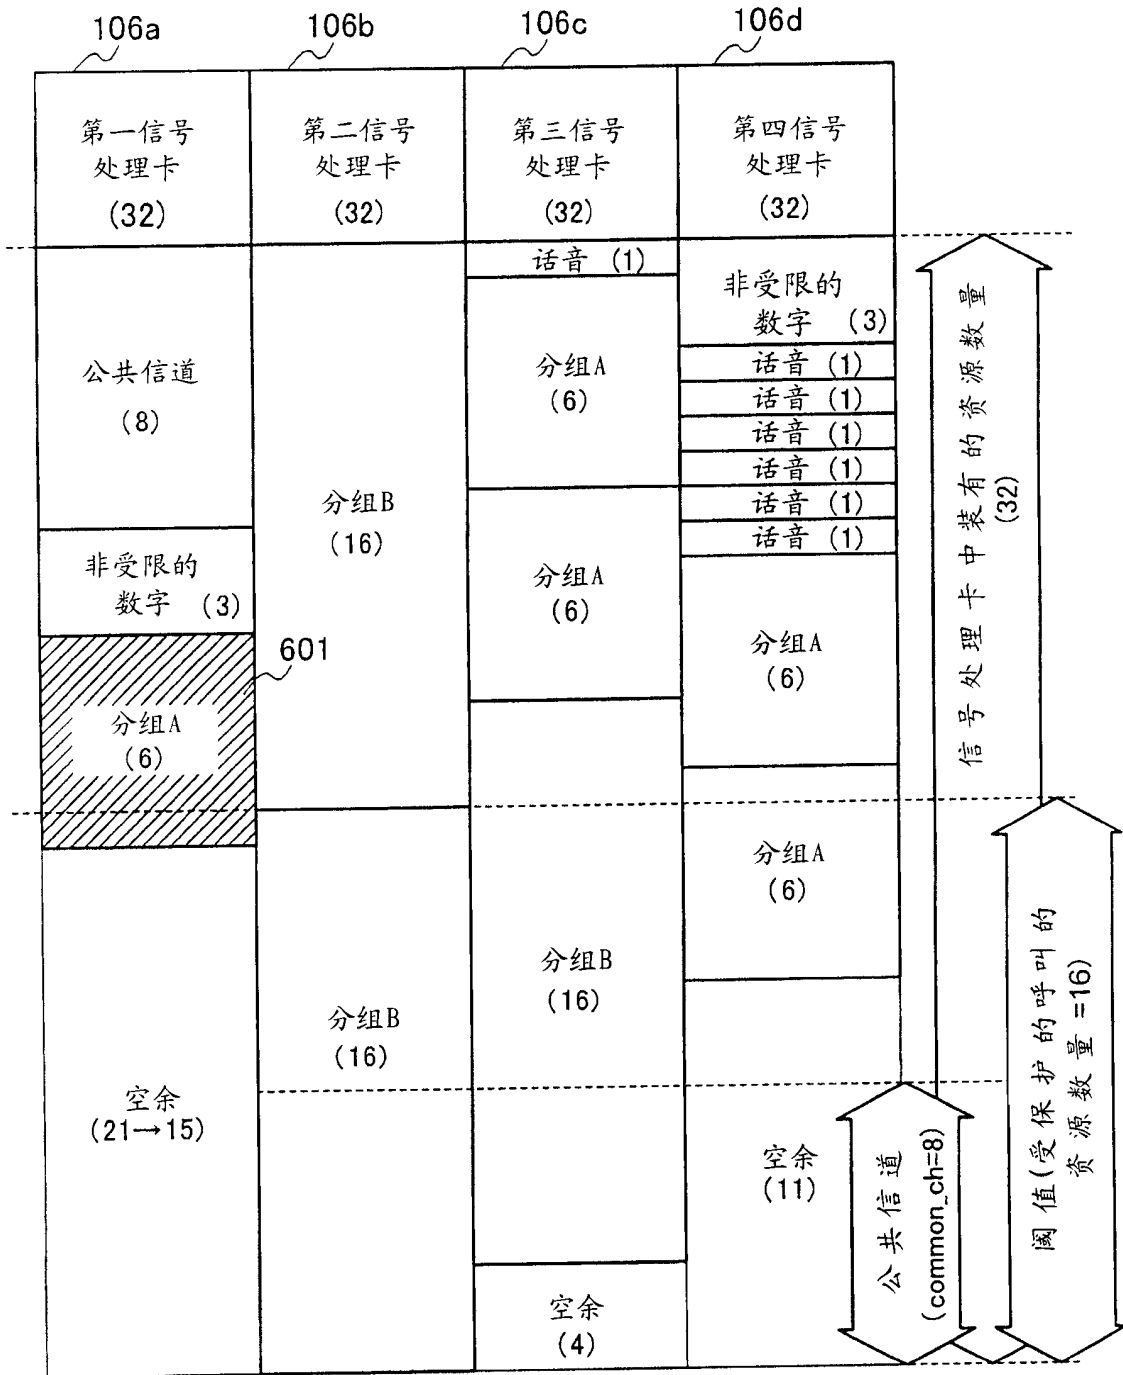 106a
106b
106c
106d
第一信号
处理卡
(32)
第二信号
处理卡
(32)
第三信号
处理卡
(32)
第四信号
处理卡
(32)
公共信道
(8)
非受限的
数字 (3)
601
分组A
(6)
空余
(21→15)
分组B
(16)
分组B
(16)
话音 (1)
分组A
(6)
分组A
(6)
分组B
(16)
空余
(4)
非受限的
数字 (3)
话音 (1)
话音 (1)
话音 (1)
话音 (1)
话音 (1)
话音 (1)
分组A
(6)
分组A
(6)
空余
(11)
公共信道
(common_ch=8)
信号处理卡中装有的资源数量
(32)
阈值(受保护的呼叫的
资源数量=16)